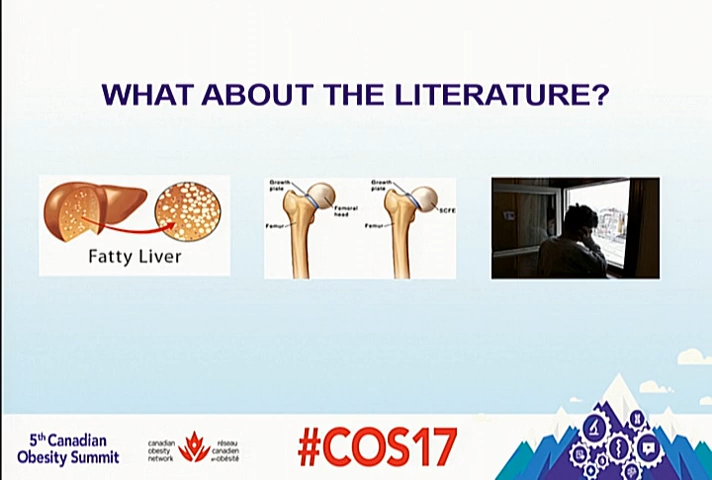 WHAT ABOUT THE LITERATURE?
Fatty Liver
Growth
plate
Femoral
head
Femur
Growth
plate
SCFE
Femur
5th Canadian
Obesity Summit
canadian
obesity
network
réseau
canadien
en obésité
#COS17